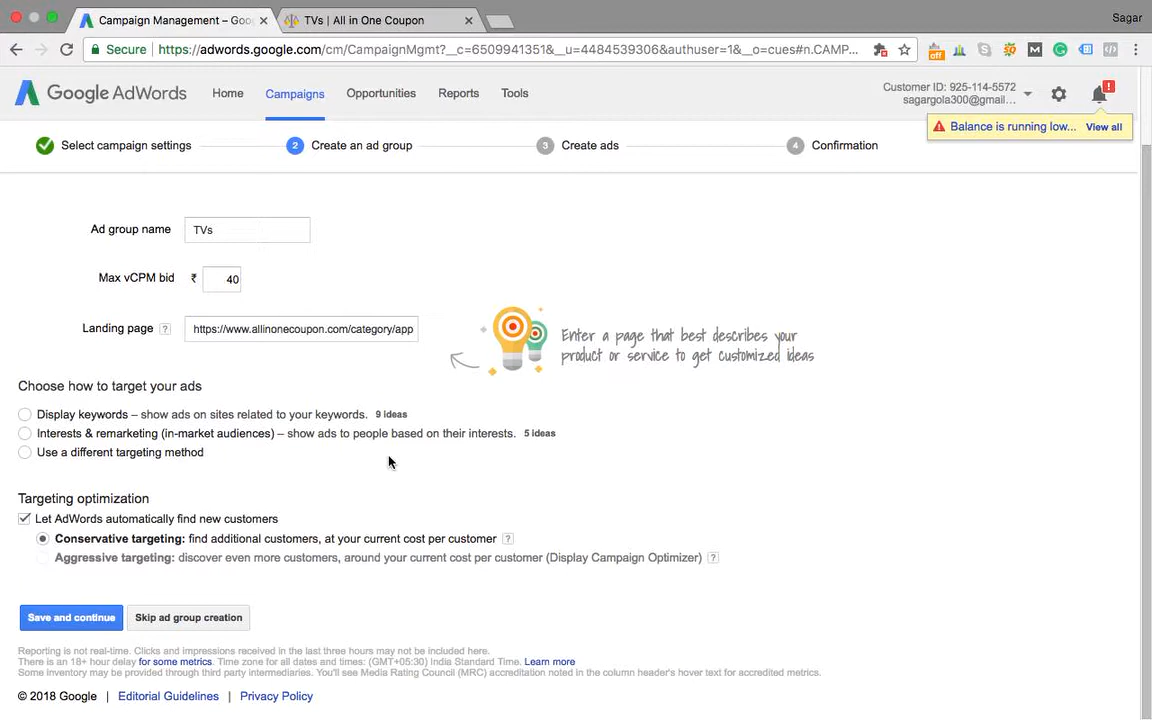 Campaign Management – Goo
TVs | All in One Coupon
Sagar
Secure
https://adwords.google.com/cm/CampaignMgmt?__c=6509941351&__u=4484539306&authuser=1&__o=cues#n.CAMP...
off
Google AdWords
Home
Campaigns
Opportunities
Reports
Tools
Customer ID: 925-114-5572
sagargola300@gmail...
!
Balance is running low... View all
Select campaign settings
2 Create an ad group
3 Create ads
4 Confirmation
Ad group name TVs
Max vCPM bid ₹ 40
Landing page ? https://www.allinonecoupon.com/category/app
Enter a page that best describes your
product or service to get customized ideas
Choose how to target your ads
Display keywords – show ads on sites related to your keywords. 9 ideas
Interests & remarketing (in-market audiences) – show ads to people based on their interests. 5 ideas
Use a different targeting method
Targeting optimization
Let AdWords automatically find new customers
Conservative targeting: find additional customers, at your current cost per customer ?
Aggressive targeting: discover even more customers, around your current cost per customer (Display Campaign Optimizer) ?
Save and continue
Skip ad group creation
Reporting is not real-time. Clicks and impressions received in the last three hours may not be included here.
There is an 18+ hour delay for some metrics. Time zone for all dates and times: (GMT+05:30) India Standard Time. Learn more
Some inventory may be provided through third party intermediaries. You'll see Media Rating Council (MRC) accreditation noted in the column header's hover text for accredited metrics.
© 2018 Google | Editorial Guidelines | Privacy Policy